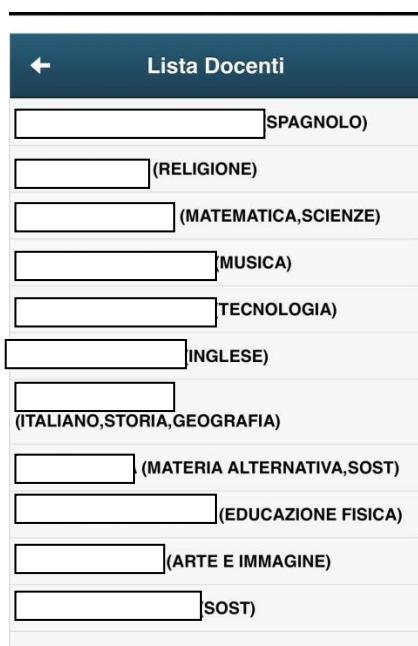 Lista Docenti
SPAGNOLO)
(RELIGIONE)
(MATEMATICA,SCIENZE)
(MUSICA)
TECNOLOGIA)
INGLESE)
(ITALIANO,STORIA,GEOGRAFIA)
(MATERIA ALTERNATIVA,SOST)
(EDUCAZIONE FISICA)
(ARTE E IMMAGINE)
SOST)